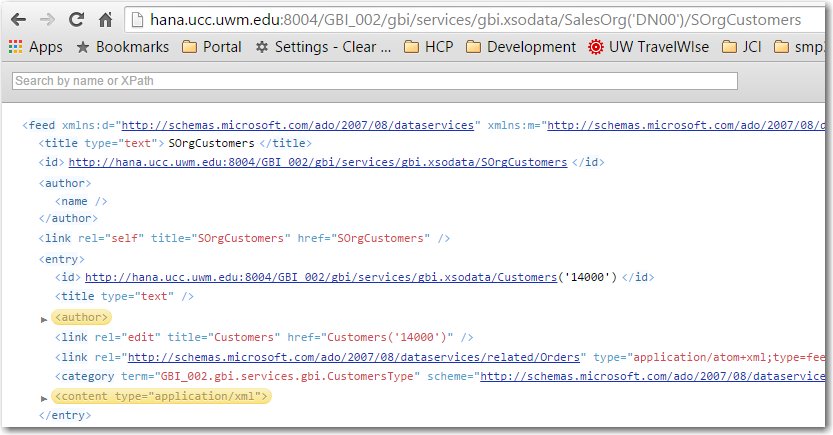 hana.ucc.uwm.edu:8004/GBI_002/gbi/services/gbi.xsodata/SalesOrg('DN00')/SOrgCustomers
Apps Bookmarks Portal Settings - Clear ... HCP Development UW TravelWIse JCI smp
Search by name or XPath
<feed xmlns:d="http://schemas.microsoft.com/ado/2007/08/dataservices" xmlns:m="http://schemas.microsoft.com/ado/2007/08/d
<title type="text"> SOrgCustomers </title>
<id> http://hana.ucc.uwm.edu:8004/GBI_002/gbi/services/gbi.xsodata/SOrgCustomers </id>
<author>
<name />
</author>
<link rel="self" title="SOrgCustomers" href="SOrgCustomers" />
<entry>
<id> http://hana.ucc.uwm.edu:8004/GBI_002/gbi/services/gbi.xsodata/Customers('14000') </id>
<title type="text" />
<author>
<link rel="edit" title="Customers" href="Customers('14000')" />
<link rel="http://schemas.microsoft.com/ado/2007/08/dataservices/related/Orders" type="application/atom+xml;type=fee
<category term="GBI_002.gbi.services.gbi.CustomersType" scheme="http://schemas.microsoft.com/ado/2007/08/dataservice
<content type="application/xml">
</entry>